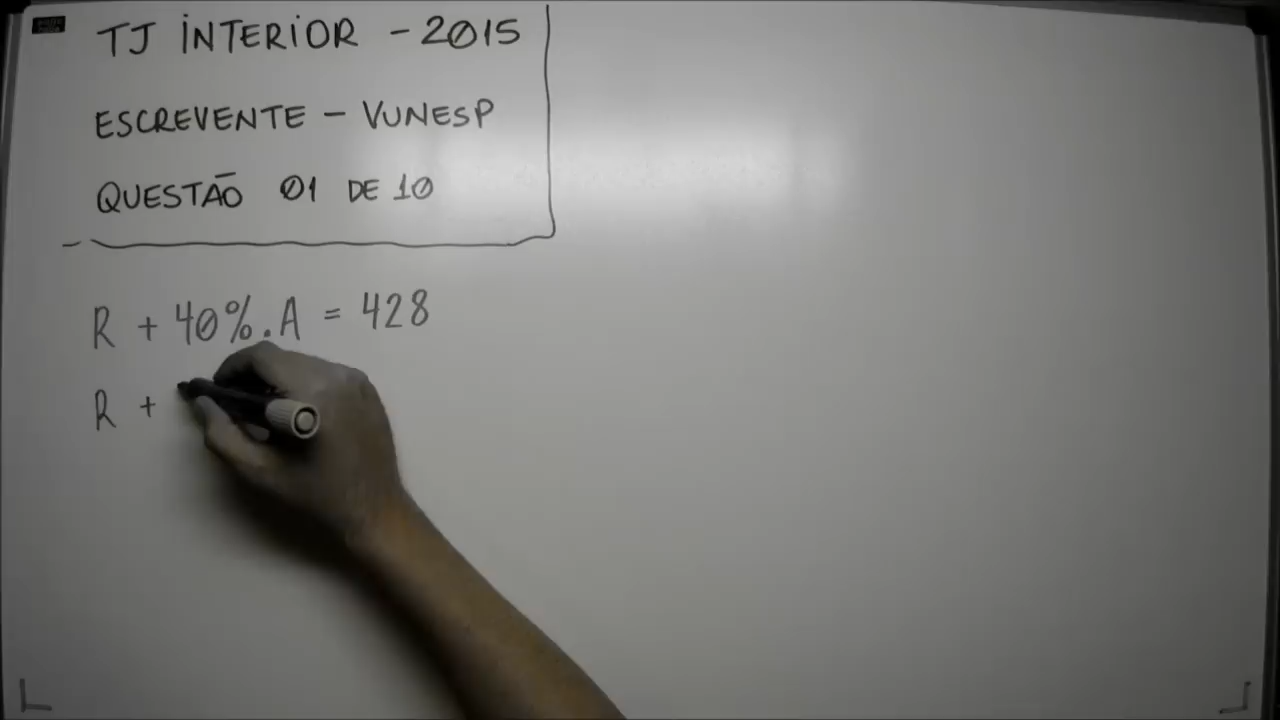 TJ INTERIOR - 2015
ESCREVENTE - VUNESP
QUESTÃO 01 DE 10
R + 40%.A = 428
R +